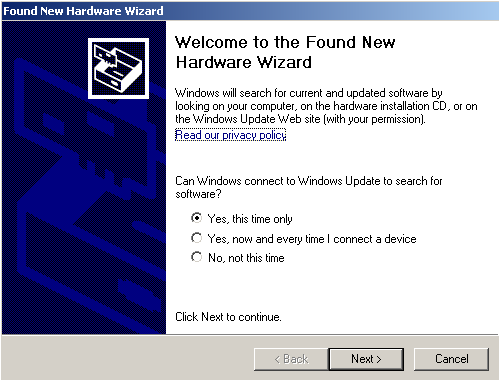 Found New Hardware Wizard
Welcome to the Found New
Hardware Wizard
Windows will search for current and updated software by
looking on your computer, on the hardware installation CD, or on
the Windows Update Web site (with your permission).
Read our privacy policy
Can Windows connect to Windows Update to search for
software?
Yes, this time only
Yes, now and every time I connect a device
No, not this time
Click Next to continue.
< Back
Next >
Cancel